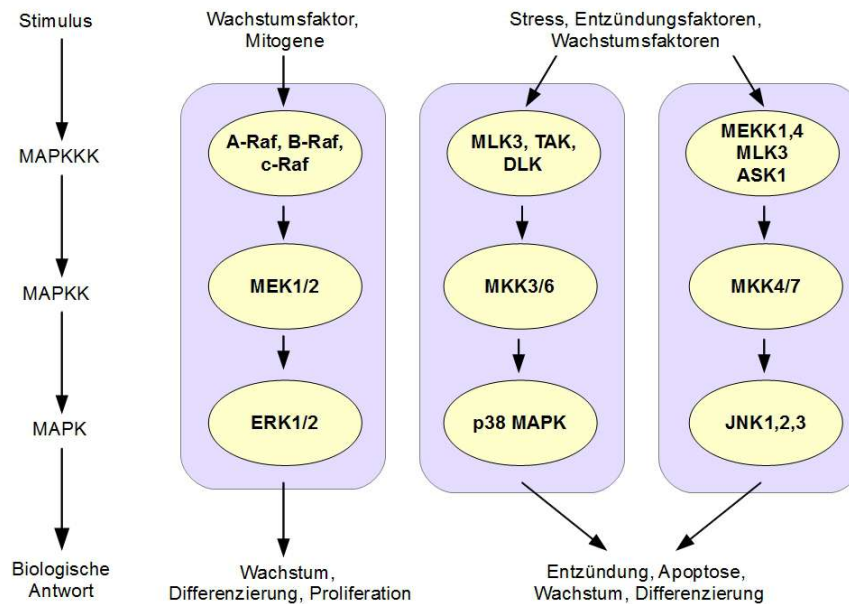 Stimulus
Wachstumsfaktor,
Mitogene
Stress, Entzündungsfaktoren,
Wachstumsfaktoren
MAPKKK
A-Raf, B-Raf,
c-Raf
MLK3, TAK,
DLK
MEKK1,4
MLK3
ASK1
MAPKK
MEK1/2
MKK3/6
MKK4/7
MAPK
ERK1/2
p38 MAPK
JNK1,2,3
Biologische
Antwort
Wachstum,
Differenzierung, Proliferation
Entzündung, Apoptose,
Wachstum, Differenzierung